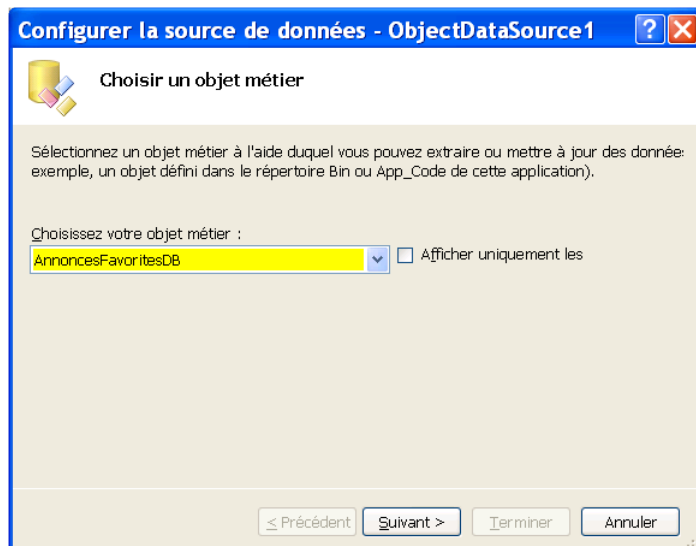 Configurer la source de données - ObjectDataSource1
Choisir un objet métier
Sélectionnez un objet métier à l'aide duquel vous pouvez extraire ou mettre à jour des donnée
exemple, un objet défini dans le répertoire Bin ou App_Code de cette application).
Choisissez votre objet métier :
AnnoncesFavoritesDB
Afficher uniquement les
< Précédent Suivant > Terminer Annuler